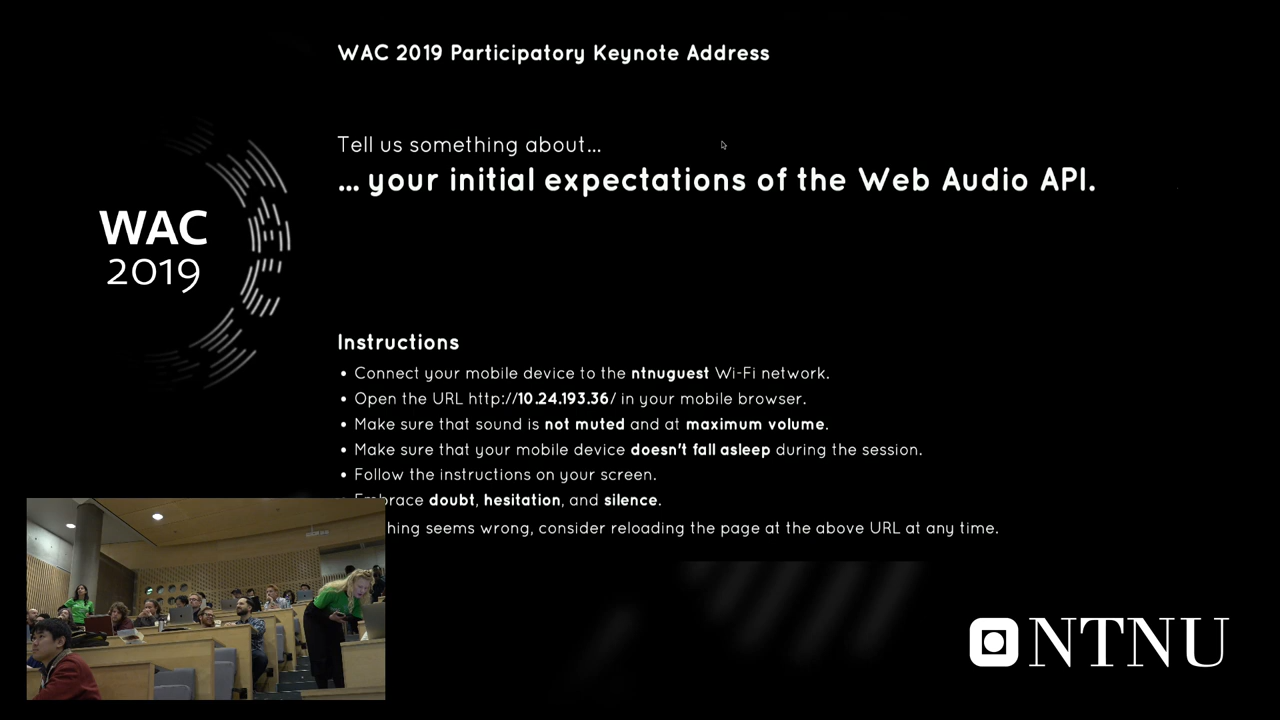 WAC 2019 Participatory Keynote Address
Tell us something about...
... your initial expectations of the Web Audio API.
WAC
2019
Instructions
• Connect your mobile device to the ntnuguest Wi-Fi network.
• Open the URL http://10.24.193.36/ in your mobile browser.
• Make sure that sound is not muted and at maximum volume.
• Make sure that your mobile device doesn't fall asleep during the session.
• Follow the instructions on your screen.
• Embrace doubt, hesitation, and silence.
hing seems wrong, consider reloading the page at the above URL at any time.
NTNU